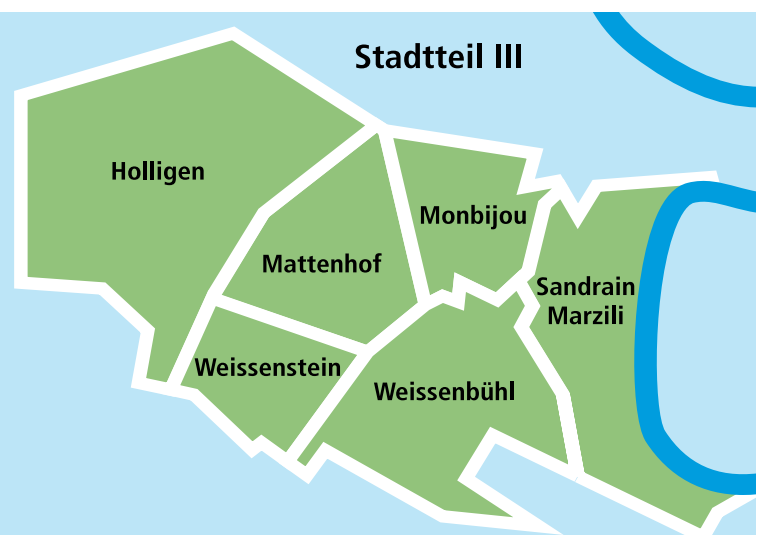 Stadtteil III
Holligen
Monbijou
Mattenhof
Sandrain
Marzili
Weissenstein
Weissenbühl